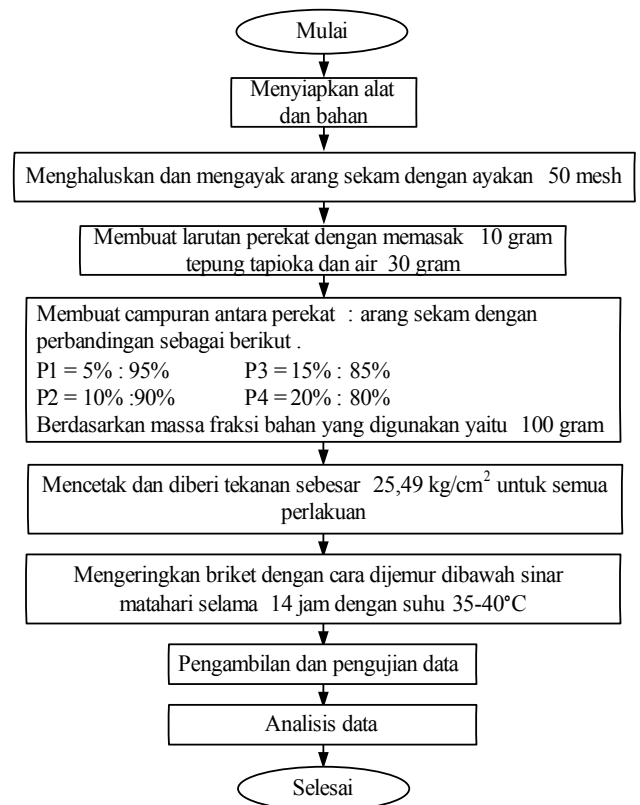 Mulai
Menyiapkan alat
dan bahan
Menghaluskan dan mengayak arang sekam dengan ayakan 50 mesh
Membuat larutan perekat dengan memasak 10 gram
tepung tapioka dan air 30 gram
Membuat campuran antara perekat : arang sekam dengan
perbandingan sebagai berikut .
P1 = 5% : 95% P3 = 15% : 85%
P2 = 10% :90% P4 = 20% : 80%
Berdasarkan massa fraksi bahan yang digunakan yaitu 100 gram
Mencetak dan diberi tekanan sebesar 25,49 kg/cm² untuk semua
perlakuan
Mengeringkan briket dengan cara dijemur dibawah sinar
matahari selama 14 jam dengan suhu 35-40°C
Pengambilan dan pengujian data
Analisis data
Selesai